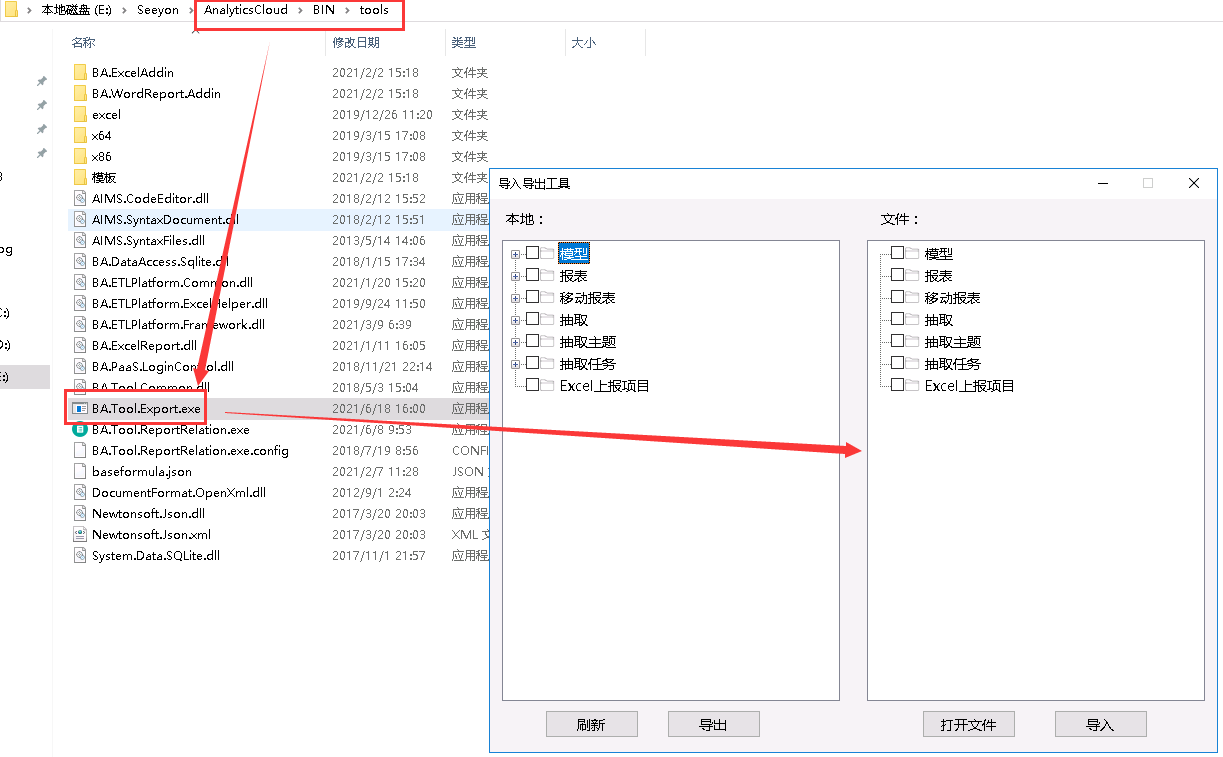 本地磁盘 (E:) › Seeyon › AnalyticsCloud › BIN › tools
名称 修改日期 类型 大小
BA.ExcelAddin 2021/2/2 15:18 文件夹
BA.WordReport.Addin 2021/2/2 15:18 文件夹
excel 2019/12/26 11:20 文件夹
x64 2019/3/15 17:08 文件夹
x86 2019/3/15 17:08 文件夹
模板 2021/2/2 15:18 文件夹
AIMS.CodeEditor.dll 2018/2/12 15:52 应用程
AIMS.SyntaxDocument.dll 2018/2/12 15:51 应用程
AIMS.SyntaxFiles.dll 2013/5/14 14:06 应用程
BA.DataAccess.Sqlite.dll 2018/1/15 17:34 应用程
BA.ETLPlatform.Common.dll 2021/1/20 15:20 应用程
BA.ETLPlatform.ExcelHelper.dll 2019/9/24 11:50 应用程
BA.ETLPlatform.Framework.dll 2021/3/9 6:39 应用程
BA.ExcelReport.dll 2021/1/11 16:05 应用程
BA.PaaS.LoginControl.dll 2018/11/21 22:14 应用程
BA.Tool.Common.dll 2018/5/3 15:04 应用程
BA.Tool.Export.exe 2021/6/18 16:00 应用程
BA.Tool.ReportRelation.exe 2021/6/8 9:53 应用程
BA.Tool.ReportRelation.exe.config 2018/7/19 8:56 CONFI
baseformula.json 2021/2/7 11:28 JSON
DocumentFormat.OpenXml.dll 2012/9/1 2:24 应用程
Newtonsoft.Json.dll 2017/3/20 20:03 应用程
Newtonsoft.Json.xml 2017/3/20 20:03 XML 文
System.Data.SQLite.dll 2017/11/1 21:57 应用程
og
:)
导入导出工具
本地：
模型
报表
移动报表
抽取
抽取主题
抽取任务
Excel上报项目
刷新 导出
文件：
模型
报表
移动报表
抽取
抽取主题
抽取任务
Excel上报项目
打开文件 导入